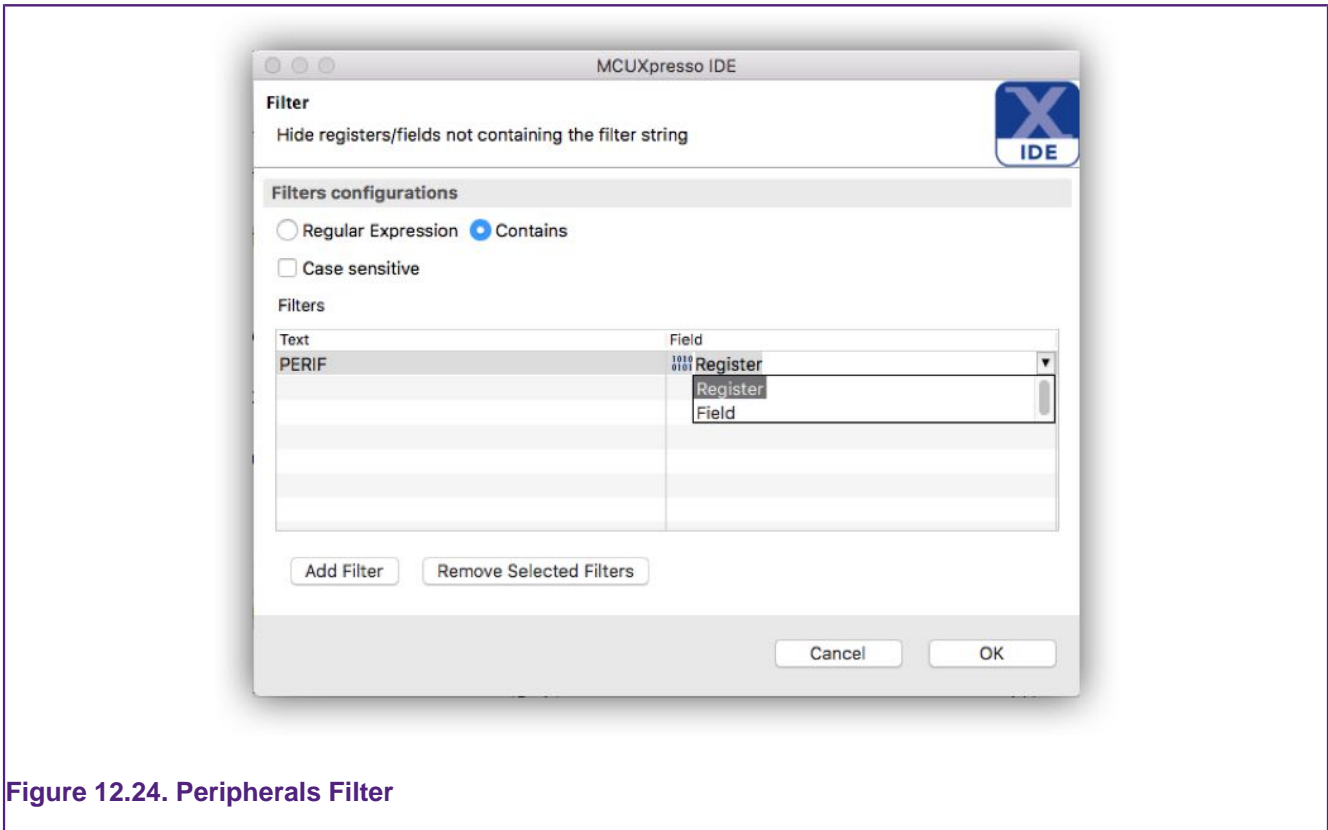 MCUXpresso IDE
Filter
Hide registers/fields not containing the filter string
X
IDE
Filters configurations
Regular Expression Contains
Case sensitive
Filters
Text Field
PERIF 1010 0101 Register
Register
Field
Add Filter Remove Selected Filters
Cancel OK
Figure 12.24. Peripherals Filter